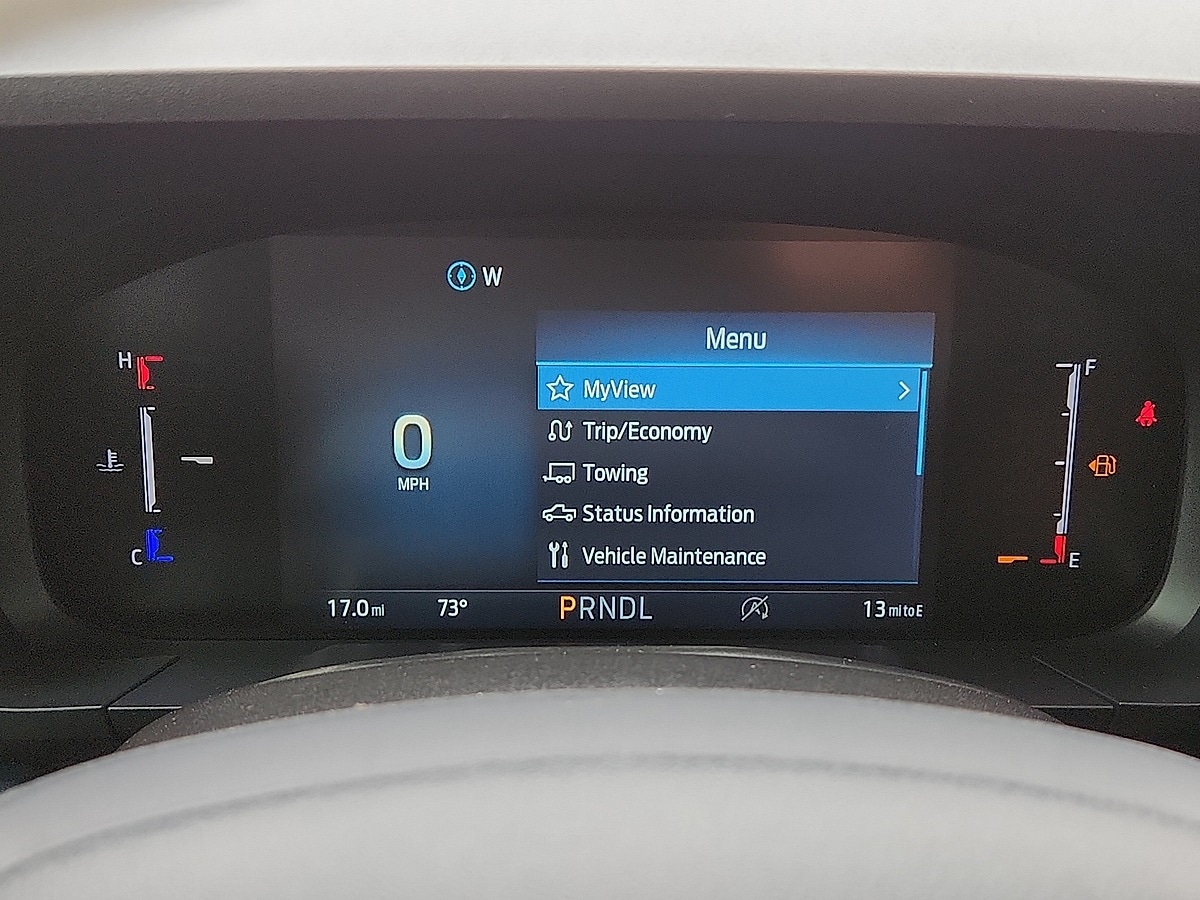 W
Menu
H
MyView
F
Trip/Economy
0
MPH
Towing
Status Information
C
Vehicle Maintenance
E
17.0 mi 73° PRNDL A 13 mi to E